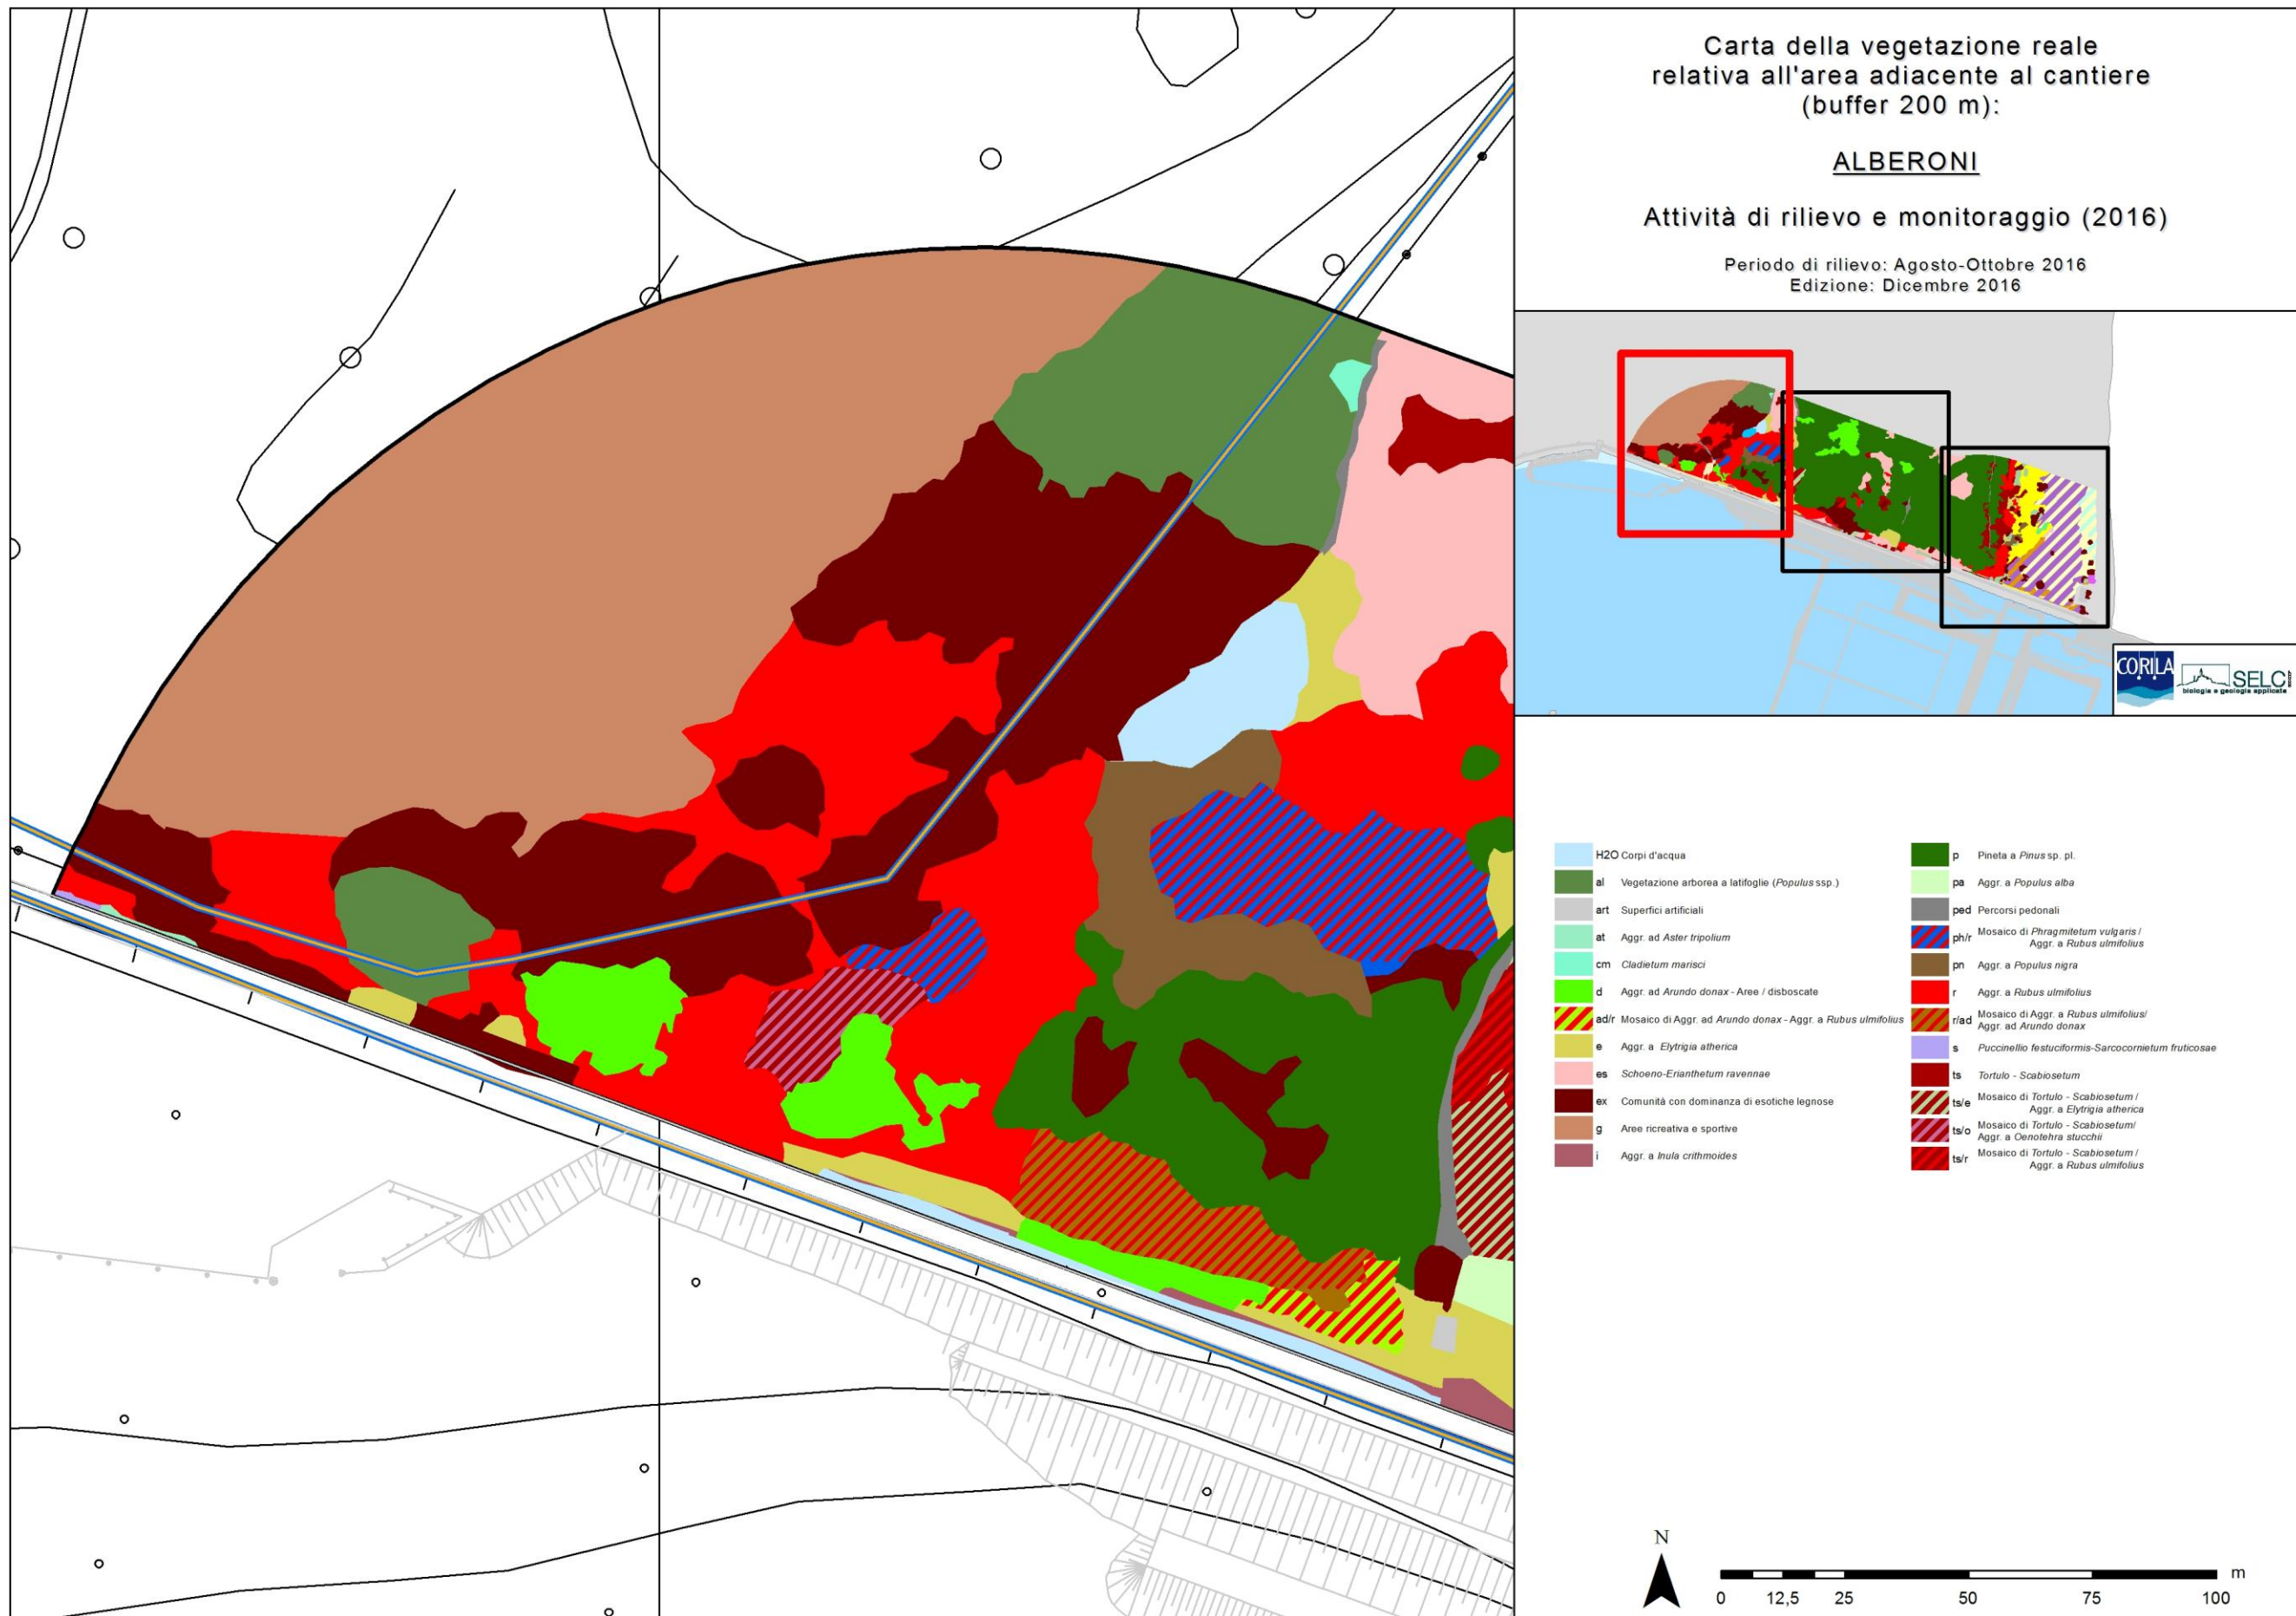 Carta della vegetazione reale
relativa all'area adiacente al cantiere
(buffer 200 m):
ALBERONI
Attività di rilievo e monitoraggio (2016)
Periodo di rilievo: Agosto-Ottobre 2016
Edizione: Dicembre 2016
CORILA
SELC
biologia e geologia applicate
H2O Corpi d'acqua
al Vegetazione arborea a latifoglie (Populus ssp.)
art Superfici artificiali
at Aggr. ad Aster tripolium
cm Cladietum marisci
d Aggr. ad Arundo donax - Aree / disboscate
ad/r Mosaico di Aggr. ad Arundo donax - Aggr. a Rubus ulmifolius
e Aggr. a Elytrigia atherica
es Schoeno-Erianthetum ravennae
ex Comunità con dominanza di esotiche legnose
g Aree ricreativa e sportive
i Aggr. a Inula crithmoides
p Pineta a Pinus sp. pl.
pa Aggr. a Populus alba
ped Percorsi pedonali
ph/r Mosaico di Phragmitetum vulgaris /
Aggr. a Rubus ulmifolius
pn Aggr. a Populus nigra
r Aggr. a Rubus ulmifolius
r/ad Mosaico di Aggr. a Rubus ulmifolius/
Aggr. ad Arundo donax
s Puccinellio festuciformis-Sarcocornietum fruticosae
ts Tortulo - Scabiosetum
ts/e Mosaico di Tortulo - Scabiosetum /
Aggr. a Elytrigia atherica
ts/o Mosaico di Tortulo - Scabiosetum/
Aggr. a Oenotehra stucchii
ts/r Mosaico di Tortulo - Scabiosetum /
Aggr. a Rubus ulmifolius
N
m
0 12,5 25 50 75 100